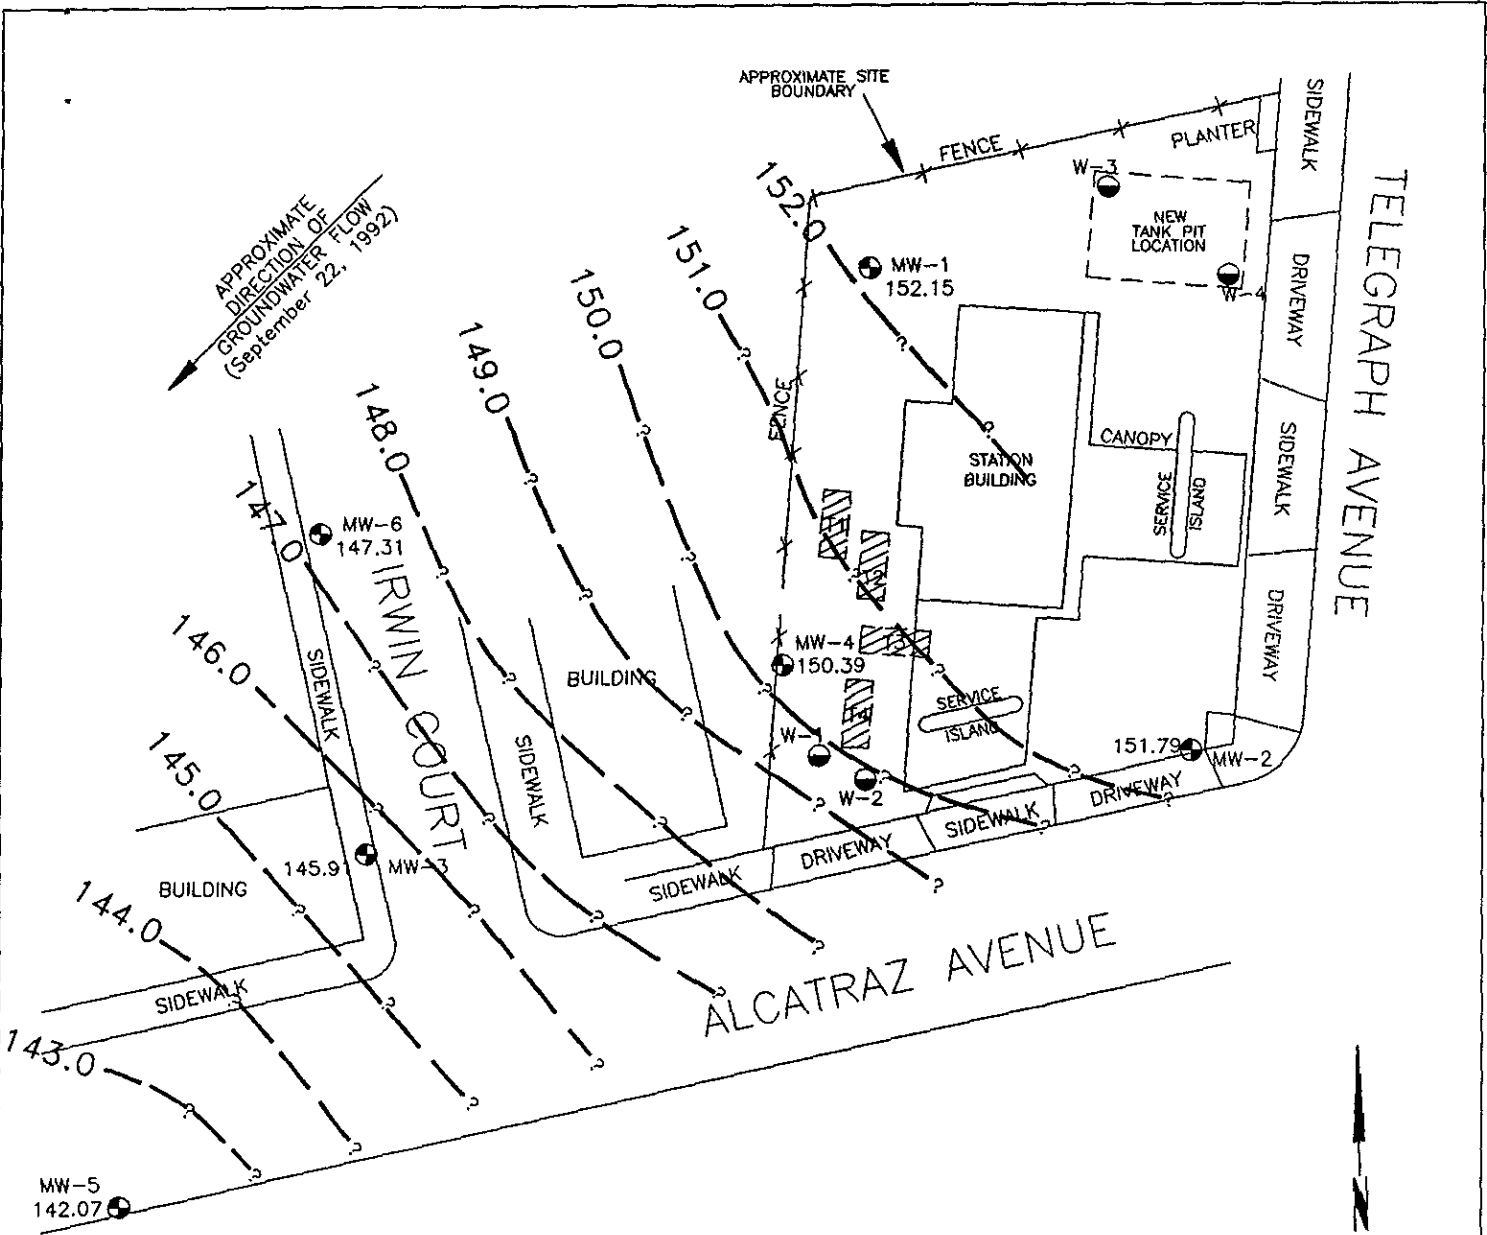 APPROXIMATE SITE
BOUNDARY
FENCE
PLANTER
SIDEWALK
W-3
NEW
TANK PIT
LOCATION
W-4
DRIVEWAY
TELEGRAPH AVENUE
APPROXIMATE
DIRECTION OF
GROUNDWATER FLOW
(September 22, 1992)
152.0
151.0
150.0
149.0
148.0
147.0
146.0
145.0
144.0
143.0
MW-1
152.15
FENCE
STATION
BUILDING
CANOPY
SERVICE
ISLAND
SIDEWALK
DRIVEWAY
MW-6
147.31
IRWIN COURT
SIDEWALK
SIDEWALK
BUILDING
T2
T3
T4
MW-4
150.39
W-1
W-2
SERVICE
ISLAND
151.79
MW-2
DRIVEWAY
SIDEWALK
DRIVEWAY
SIDEWALK
145.91
MW-3
BUILDING
SIDEWALK
ALCATRAZ AVENUE
MW-5
142.07
N